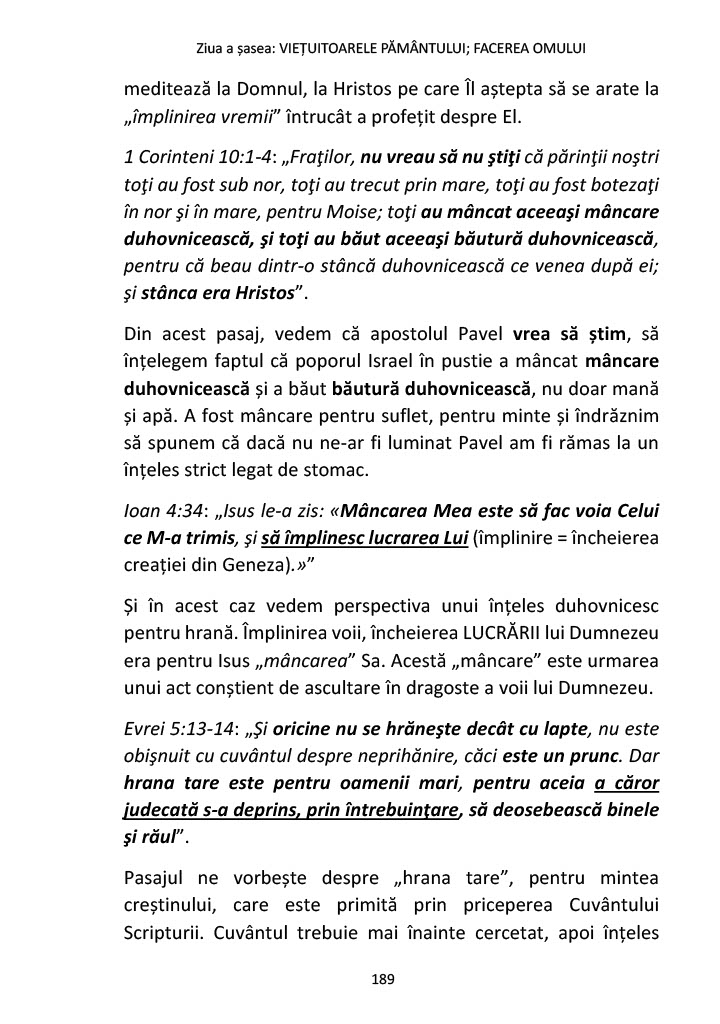 Ziua a șasea: VIEȚUITOARELE PĂMÂNTULUI; FACEREA OMULUI
meditează la Domnul, la Hristos pe care Îl aștepta să se arate la
„împlinirea vremii” întrucât a profețit despre El.
1 Corinteni 10:1-4: „Fraţilor, nu vreau să nu ştiţi că părinţii noştri
toţi au fost sub nor, toţi au trecut prin mare, toţi au fost botezaţi
în nor şi în mare, pentru Moise; toţi au mâncat aceeaşi mâncare
duhovnicească, şi toţi au băut aceeaşi băutură duhovnicească,
pentru că beau dintr-o stâncă duhovnicească ce venea după ei;
şi stânca era Hristos”.
Din acest pasaj, vedem că apostolul Pavel vrea să știm, să
înțelegem faptul că poporul Israel în pustie a mâncat mâncare
duhovnicească și a băut băutură duhovnicească, nu doar mană
și apă. A fost mâncare pentru suflet, pentru minte și îndrăznim
să spunem că dacă nu ne-ar fi luminat Pavel am fi rămas la un
înțeles strict legat de stomac.
Ioan 4:34: „Isus le-a zis: «Mâncarea Mea este să fac voia Celui
ce M-a trimis, şi să împlinesc lucrarea Lui (împlinire = încheierea
creației din Geneza).»”
Și în acest caz vedem perspectiva unui înțeles duhovnicesc
pentru hrană. Împlinirea voii, încheierea LUCRĂRII lui Dumnezeu
era pentru Isus „mâncarea” Sa. Acestă „mâncare” este urmarea
unui act conștient de ascultare în dragoste a voii lui Dumnezeu.
Evrei 5:13-14: „Şi oricine nu se hrăneşte decât cu lapte, nu este
obişnuit cu cuvântul despre neprihănire, căci este un prunc. Dar
hrana tare este pentru oamenii mari, pentru aceia a căror
judecată s-a deprins, prin întrebuinţare, să deosebească binele
şi răul”.
Pasajul ne vorbește despre „hrana tare”, pentru mintea
creștinului, care este primită prin priceperea Cuvântului
Scripturii. Cuvântul trebuie mai înainte cercetat, apoi înțeles
189